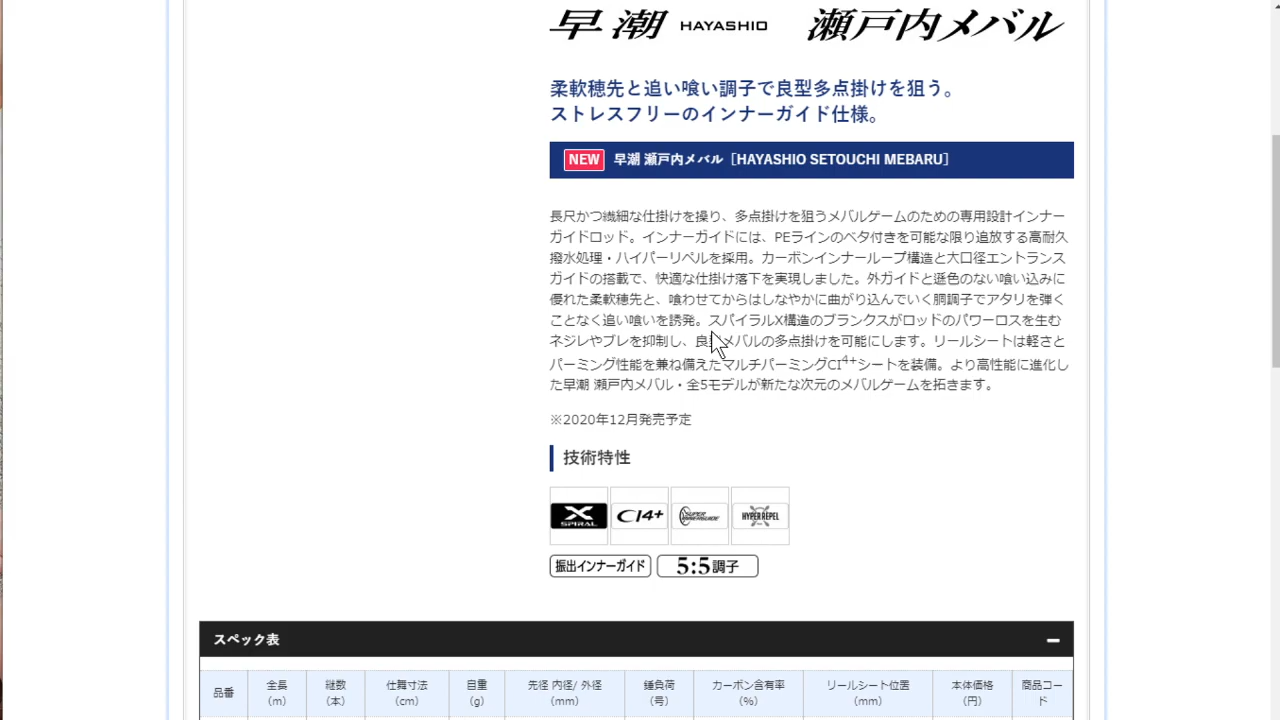 早潮 HAYASHIO 瀬戸内メバル
柔軟穂先と追い喰い調子で良型多点掛けを狙う。
ストレスフリーのインナーガイド仕様。
NEW 早潮 瀬戸内メバル［HAYASHIO SETOUCHI MEBARU］
長尺かつ繊細な仕掛けを操り、多点掛けを狙うメバルゲームのための専用設計インナー
ガイドロッド。インナーガイドには、PEラインのベタ付きを可能な限り追放する高耐久
撥水処理・ハイパーリペルを採用。カーボンインナーループ構造と大口径エントランス
ガイドの搭載で、快適な仕掛け落下を実現しました。外ガイドと遜色のない喰い込みに
優れた柔軟穂先と、喰わせてからはしなやかに曲がり込んでいく胴調子でアタリを弾く
ことなく追い喰いを誘発。スパイラルX構造のブランクスがロッドのパワーロスを生む
ネジレやブレを抑制し、良型メバルの多点掛けを可能にします。リールシートは軽さと
パーミング性能を兼ね備えたマルチパーミングCI4+シートを装備。より高性能に進化し
た早潮 瀬戸内メバル・全5モデルが新たな次元のメバルゲームを拓きます。
※2020年12月発売予定
技術特性
X SPIRAL CI4+ SUPER INNERGUIDE HYPER REPEL
振出インナーガイド 5:5調子
スペック表
品番 全長（m） 継数（本） 仕舞寸法（cm） 自重（g） 先径 内径/ 外径（mm） 錘負荷（号） カーボン含有率（%） リールシート位置（mm） 本体価格（円） 商品コード